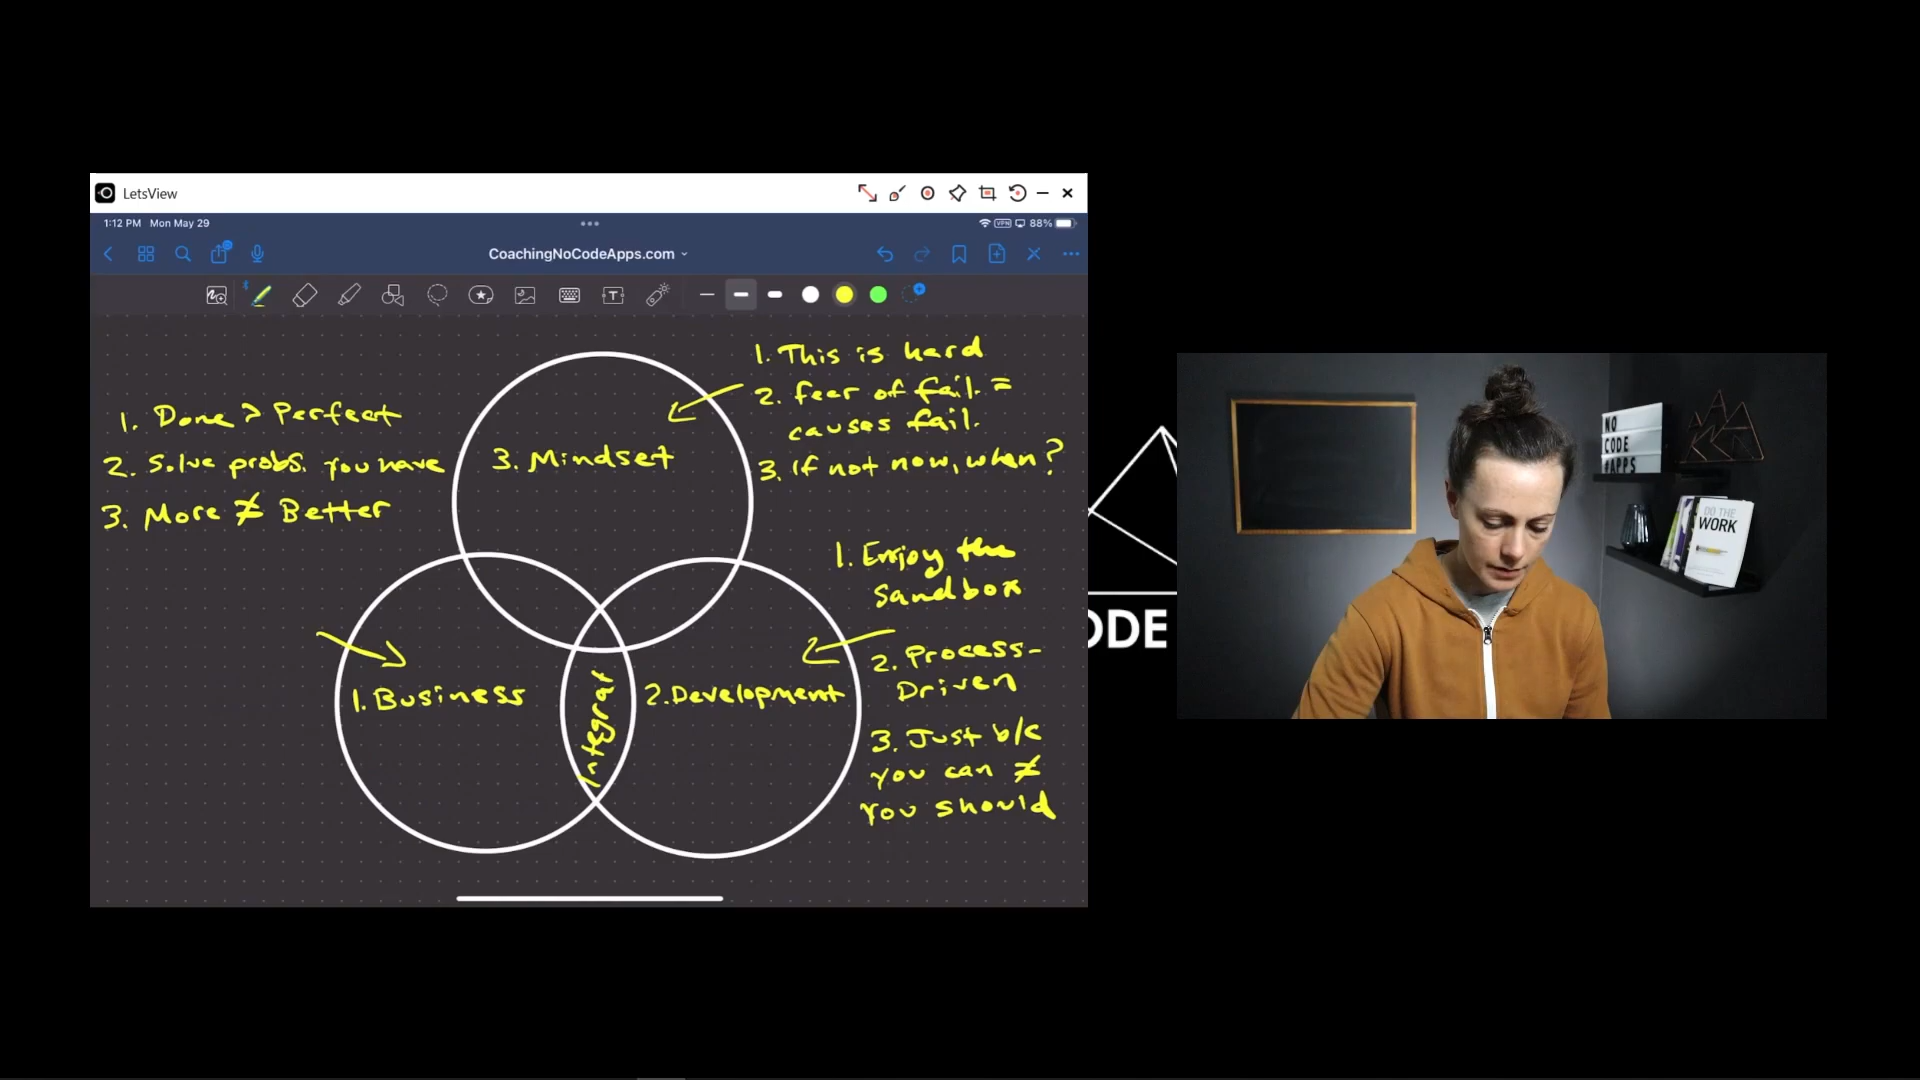 LetsView
1:12 PM Mon May 29
VPN 88%
CoachingNoCodeApps.com
1. This is hard
2. fear of fail. =
causes fail.
3. If not now, when?
1. Done > Perfect
2. Solve probs. you have
3. More ≠ Better
3. Mindset
1. Enjoy the
sandbox
2. Process-
Driven
3. Just b/c
you can ≠
you should
1. Business
Integrat
2. Development
ODE
NO
CODE
APPS
DO THE
WORK